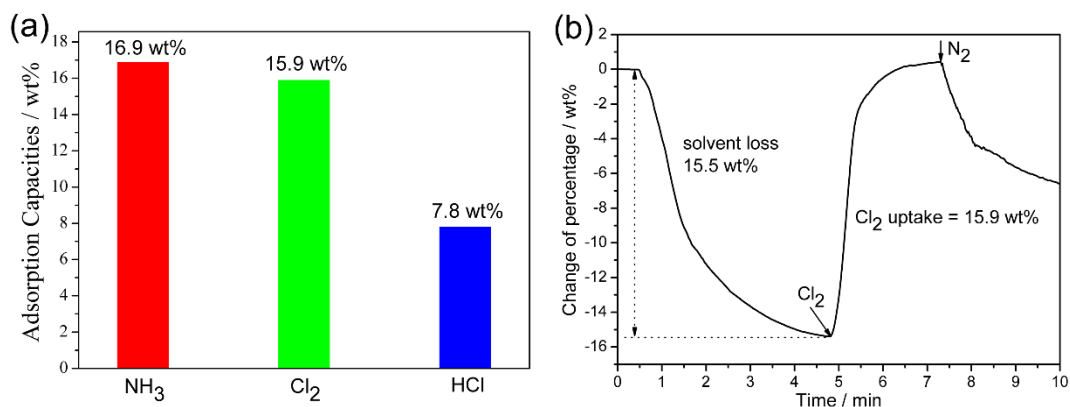 (a)
Adsorption Capacities / wt%
18
16
14
12
10
8
6
4
2
0
16.9 wt%
15.9 wt%
7.8 wt%
NH3
Cl2
HCl
(b)
Change of percentage / wt%
2
0
-2
-4
-6
-8
-10
-12
-14
-16
N2
solvent loss
15.5 wt%
Cl2 uptake = 15.9 wt%
Cl2
0 1 2 3 4 5 6 7 8 9 10
Time / min